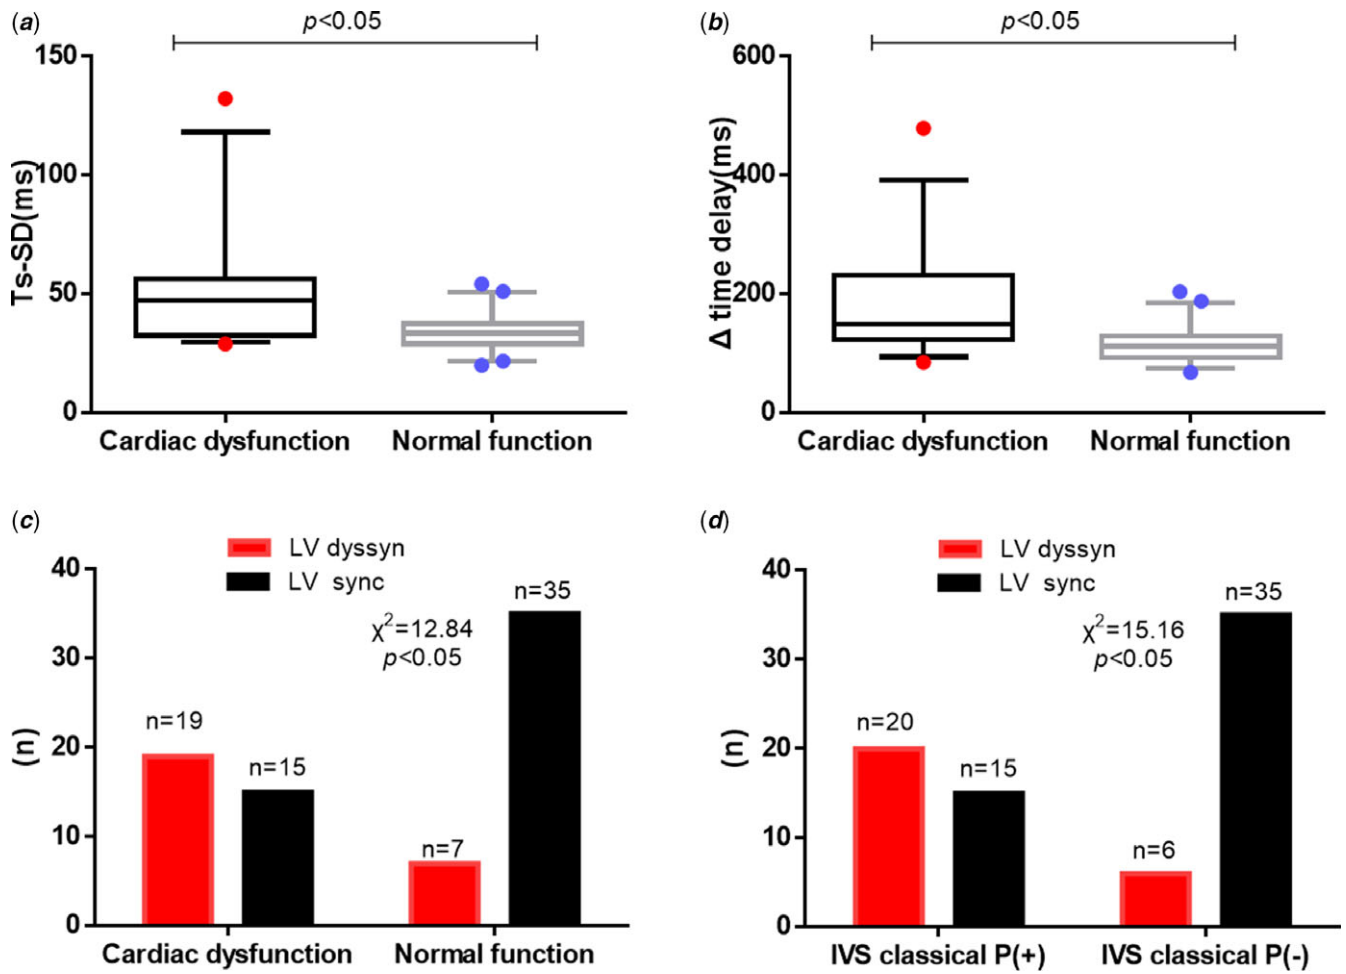 (a)
p<0.05
150
100
50
0
Ts-SD(ms)
Cardiac dysfunction
Normal function
(b)
p<0.05
600
400
200
0
Δ time delay(ms)
Cardiac dysfunction
Normal function
(c)
LV dyssyn
LV sync
40
30
20
10
0
(n)
n=19
n=15
n=7
n=35
χ²=12.84
p<0.05
Cardiac dysfunction
Normal function
(d)
LV dyssyn
LV sync
40
30
20
10
0
(n)
n=20
n=15
n=6
n=35
χ²=15.16
p<0.05
IVS classical P(+)
IVS classical P(-)